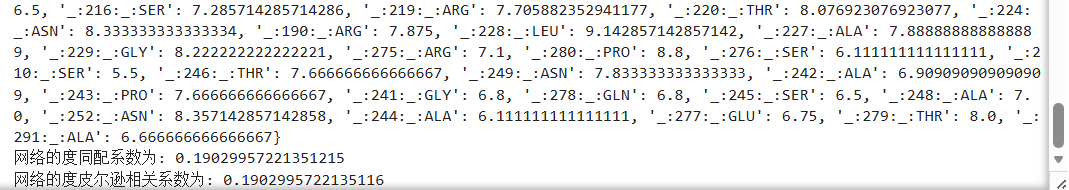 6.5, '_:216:_:SER': 7.285714285714286, '_:219:_:ARG': 7.705882352941177, '_:220:_:THR': 8.076923076923077, '_:224:
_:ASN': 8.333333333333334, '_:190:_:ARG': 7.875, '_:228:_:LEU': 9.142857142857142, '_:227:_:ALA': 7.88888888888888
9, '_:229:_:GLY': 8.222222222222221, '_:275:_:ARG': 7.1, '_:280:_:PRO': 8.8, '_:276:_:SER': 6.111111111111111, '_:2
10:_:SER': 5.5, '_:246:_:THR': 7.666666666666667, '_:249:_:ASN': 7.833333333333333, '_:242:_:ALA': 6.90909090909090
9, '_:243:_:PRO': 7.666666666666667, '_:241:_:GLY': 6.8, '_:278:_:GLN': 6.8, '_:245:_:SER': 6.5, '_:248:_:ALA': 7.
0, '_:252:_:ASN': 8.357142857142858, '_:244:_:ALA': 6.111111111111111, '_:277:_:GLU': 6.75, '_:279:_:THR': 8.0, '_:
291:_:ALA': 6.666666666666667}
网络的度同配系数为: 0.19029957221351215
网络的度皮尔逊相关系数为: 0.1902995722135116